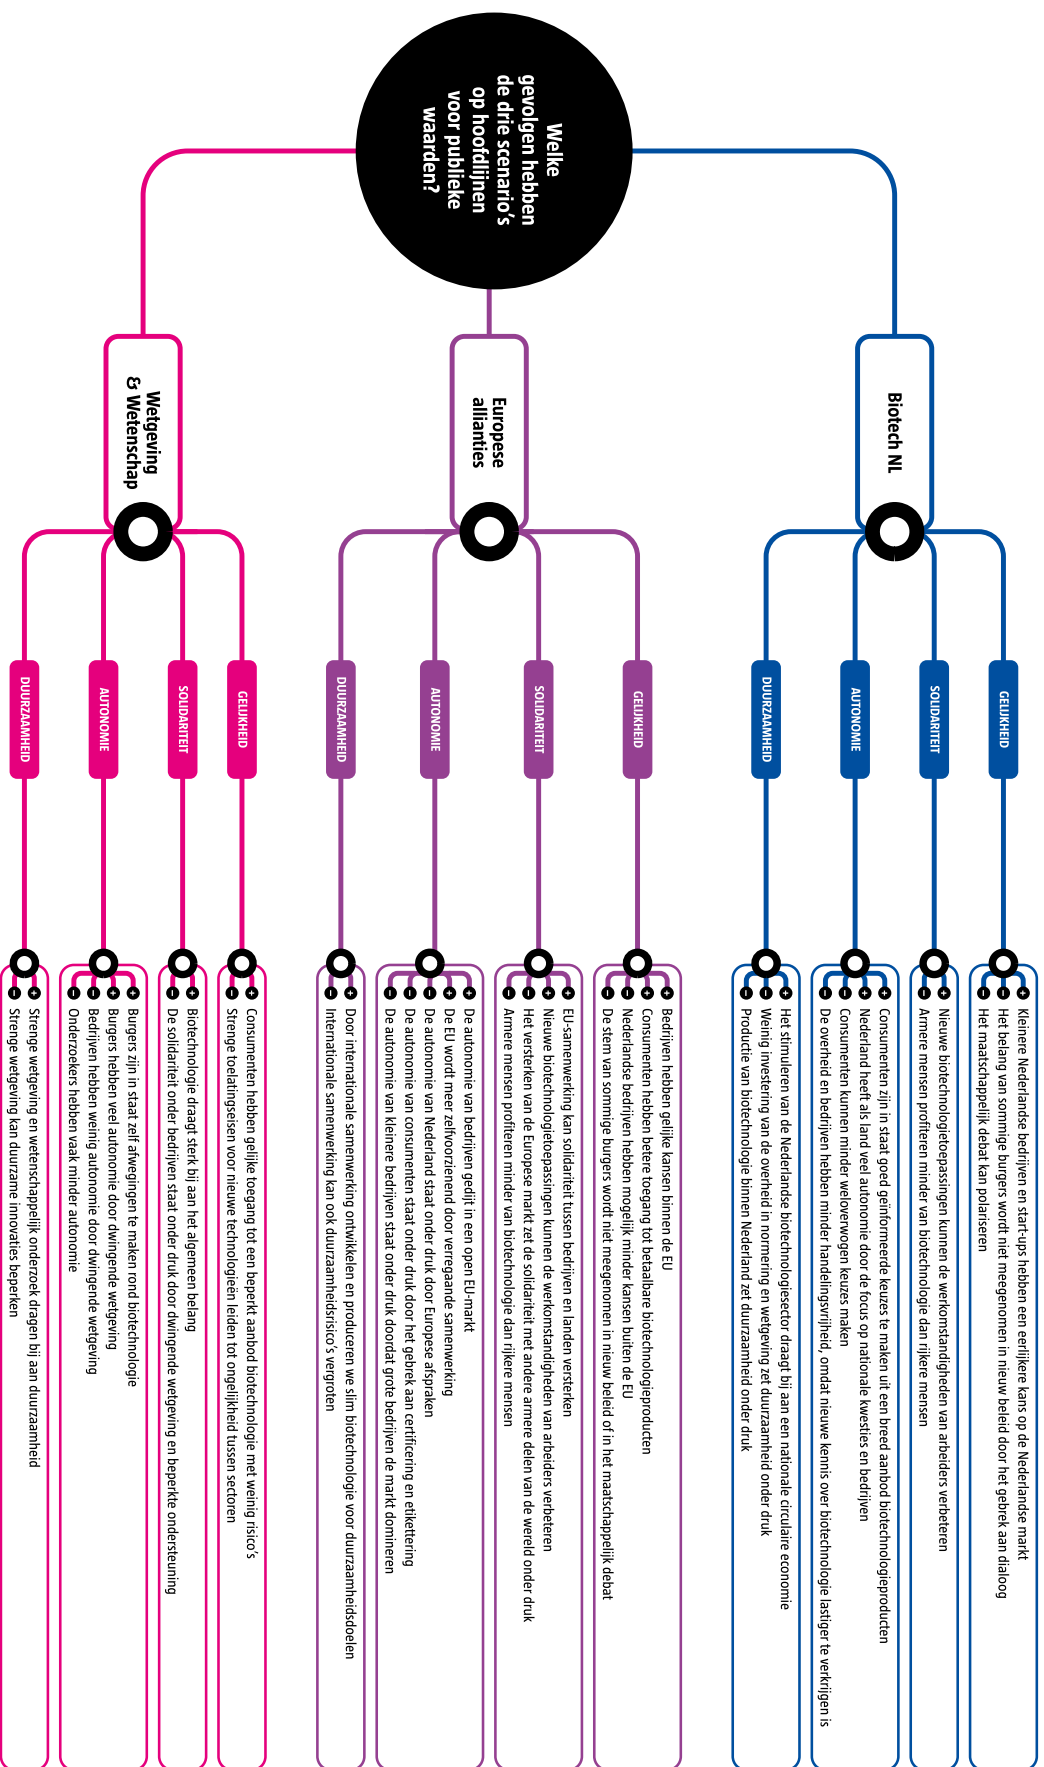 Welke
gevolgen hebben
de drie scenario's
op hoofdlijnen
voor publieke
waarden?
Biotech NL
GELIJKHEID
+ Kleinere Nederlandse bedrijven en start-ups hebben een eerlijkere kans op de Nederlandse markt
− Het belang van sommige burgers wordt niet meegenomen in nieuw beleid door het gebrek aan dialoog
− Het maatschappelijk debat kan polariseren
SOLIDARITEIT
+ Nieuwe biotechnologietoepassingen kunnen de werkomstandigheden van arbeiders verbeteren
− Armere mensen profiteren minder van biotechnologie dan rijkere mensen
AUTONOMIE
+ Consumenten zijn in staat goed geïnformeerde keuzes te maken uit een breed aanbod biotechnologieproducten
+ Nederland heeft als land veel autonomie door de focus op nationale kwesties en bedrijven
− Consumenten kunnen minder weloverwogen keuzes maken
− De overheid en bedrijven hebben minder handelingsvrijheid, omdat nieuwe kennis over biotechnologie lastiger te verkrijgen is
DUURZAAMHEID
+ Het stimuleren van de Nederlandse biotechnologiesector draagt bij aan een nationale circulaire economie
− Weinig investering van de overheid in normering en wetgeving zet duurzaamheid onder druk
− Productie van biotechnologie binnen Nederland zet duurzaamheid onder druk
Europese
allianties
GELIJKHEID
+ Bedrijven hebben gelijke kansen binnen de EU
+ Consumenten hebben betere toegang tot betaalbare biotechnologieproducten
− Nederlandse bedrijven hebben mogelijk minder kansen buiten de EU
− De stem van sommige burgers wordt niet meegenomen in nieuw beleid of in het maatschappelijk debat
SOLIDARITEIT
+ EU-samenwerking kan solidariteit tussen bedrijven en landen versterken
+ Nieuwe biotechnologietoepassingen kunnen de werkomstandigheden van arbeiders verbeteren
− Het versterken van de Europese markt zet de solidariteit met andere armere delen van de wereld onder druk
− Armere mensen profiteren minder van biotechnologie dan rijkere mensen
AUTONOMIE
+ De autonomie van bedrijven gedijt in een open EU-markt
+ De EU wordt meer zelfvoorzienend door verregaande samenwerking
− De autonomie van Nederland staat onder druk door Europese afspraken
− De autonomie van consumenten staat onder druk door het gebrek aan certificering en etikettering
− De autonomie van kleinere bedrijven staat onder druk doordat grote bedrijven de markt domineren
DUURZAAMHEID
+ Door internationale samenwerking ontwikkelen en produceren we slim biotechnologie voor duurzaamheidsdoelen
− Internationale samenwerking kan ook duurzaamheidsrisico's vergroten
Wetgeving
& Wetenschap
GELIJKHEID
+ Consumenten hebben gelijke toegang tot een beperkt aanbod biotechnologie met weinig risico's
− Strenge toelatingseisen voor nieuwe technologieën leiden tot ongelijkheid tussen sectoren
SOLIDARITEIT
+ Biotechnologie draagt sterk bij aan het algemeen belang
− De solidariteit onder bedrijven staat onder druk door dwingende wetgeving en beperkte ondersteuning
AUTONOMIE
+ Burgers zijn in staat zelf afwegingen te maken rond biotechnologie
+ Burgers hebben veel autonomie door dwingende wetgeving
− Bedrijven hebben weinig autonomie door dwingende wetgeving
− Onderzoekers hebben vaak minder autonomie
DUURZAAMHEID
+ Strenge wetgeving en wetenschappelijk onderzoek dragen bij aan duurzaamheid
− Strenge wetgeving kan duurzame innovaties beperken